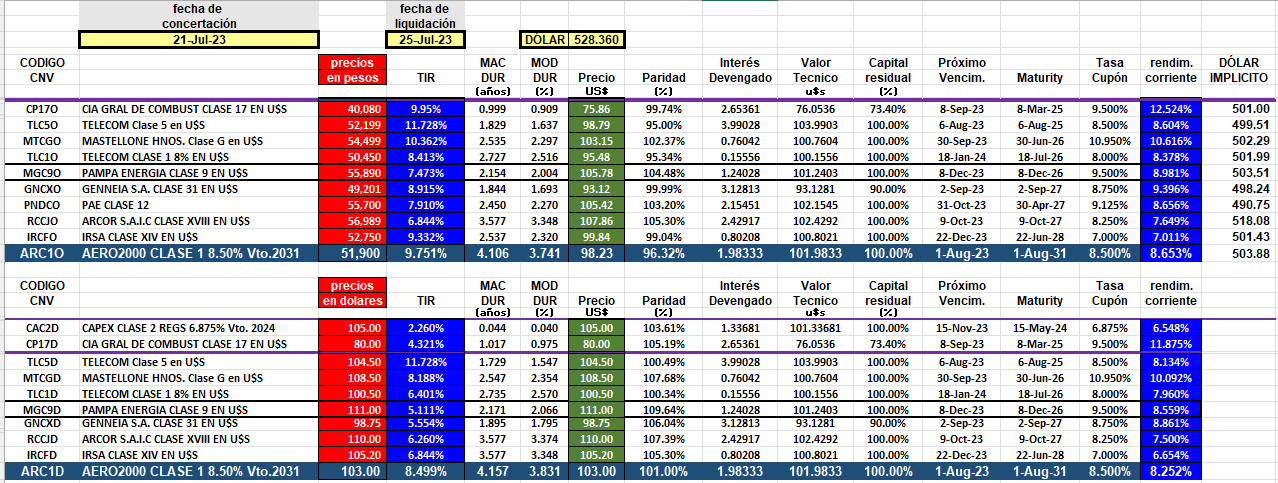 fecha de fecha de
concertación liquidación
21-Jul-23 25-Jul-23 DÓLAR 528.360
CODIGO precios MAC MOD Interés Valor Capital Próximo Tasa rendim. DÓLAR
CNV en pesos TIR DUR DUR Precio Paridad Devengado Tecnico residual Vencim. Maturity Cupón corriente IMPLICITO
(años) (%) US$ (%) u$s (%)
CP17O CIA GRAL DE COMBUST CLASE 17 EN U$S 40,080 9.95% 0.999 0.909 75.86 99.74% 2.65361 76.0536 73.40% 8-Sep-23 8-Mar-25 9.500% 12.524% 501.00
TLC5O TELECOM Clase 5 en U$S 52,199 11.728% 1.829 1.637 98.79 95.00% 3.99028 103.9903 100.00% 6-Aug-23 6-Aug-25 8.500% 8.604% 499.51
MTCGO MASTELLONE HNOS. Clase G en U$S 54,499 10.362% 2.535 2.297 103.15 102.37% 0.76042 100.7604 100.00% 30-Sep-23 30-Jun-26 10.950% 10.616% 502.29
TLC1O TELECOM CLASE 1 8% EN U$S 50,450 8.413% 2.727 2.516 95.48 95.34% 0.15556 100.1556 100.00% 18-Jan-24 18-Jul-26 8.000% 8.378% 501.99
MGC9O PAMPA ENERGIA CLASE 9 EN U$S 55,890 7.473% 2.154 2.004 105.78 104.48% 1.24028 101.2403 100.00% 8-Dec-23 8-Dec-26 9.500% 8.981% 503.51
GNCXO GENNEIA S.A. CLASE 31 EN U$S 49,201 8.915% 1.844 1.693 93.12 99.99% 3.12813 93.1281 90.00% 2-Sep-23 2-Sep-27 8.750% 9.396% 498.24
PNDCO PAE CLASE 12 55,700 7.910% 2.450 2.270 105.42 103.20% 2.15451 102.1545 100.00% 31-Oct-23 30-Apr-27 9.125% 8.656% 490.75
RCCJO ARCOR S.A.I.C CLASE XVIII EN U$S 56,989 6.844% 3.577 3.348 107.86 105.30% 2.42917 102.4292 100.00% 9-Oct-23 9-Oct-27 8.250% 7.649% 518.08
IRCFO IRSA CLASE XIV EN U$S 52,750 9.332% 2.537 2.320 99.84 99.04% 0.80208 100.8021 100.00% 22-Dec-23 22-Jun-28 7.000% 7.011% 501.43
ARC1O AERO2000 CLASE 1 8.50% Vto.2031 51,900 9.751% 4.106 3.741 98.23 96.32% 1.98333 101.9833 100.00% 1-Aug-23 1-Aug-31 8.500% 8.653% 503.88
CODIGO precios MAC MOD Interés Valor Capital Próximo Tasa rendim.
CNV en dolares TIR DUR DUR Precio Paridad Devengado Tecnico residual Vencim. Maturity Cupón corriente
(años) (%) US$ (%) u$s (%)
CAC2D CAPEX CLASE 2 REGS 6.875% Vto. 2024 105.00 2.260% 0.044 0.040 105.00 103.61% 1.33681 101.33681 100.00% 15-Nov-23 15-May-24 6.875% 6.548%
CP17D CIA GRAL DE COMBUST CLASE 17 EN U$S 80.00 4.321% 1.017 0.975 80.00 105.19% 2.65361 76.0536 73.40% 8-Sep-23 8-Mar-25 9.500% 11.875%
TLC5D TELECOM Clase 5 en U$S 104.50 11.728% 1.729 1.547 104.50 100.49% 3.99028 103.9903 100.00% 6-Aug-23 6-Aug-25 8.500% 8.134%
MTCGD MASTELLONE HNOS. Clase G en U$S 108.50 8.188% 2.547 2.354 108.50 107.68% 0.76042 100.7604 100.00% 30-Sep-23 30-Jun-26 10.950% 10.092%
TLC1D TELECOM CLASE 1 8% EN U$S 100.50 6.401% 2.735 2.570 100.50 100.34% 0.15556 100.1556 100.00% 18-Jan-24 18-Jul-26 8.000% 7.960%
MGC9D PAMPA ENERGIA CLASE 9 EN U$S 111.00 5.111% 2.171 2.066 111.00 109.64% 1.24028 101.2403 100.00% 8-Dec-23 8-Dec-26 9.500% 8.559%
GNCXD GENNEIA S.A. CLASE 31 EN U$S 98.75 5.554% 1.895 1.795 98.75 106.04% 3.12813 93.1281 90.00% 2-Sep-23 2-Sep-27 8.750% 8.861%
RCCJD ARCOR S.A.I.C CLASE XVIII EN U$S 110.00 6.260% 3.577 3.374 110.00 107.39% 2.42917 102.4292 100.00% 9-Oct-23 9-Oct-27 8.250% 7.500%
IRCFD IRSA CLASE XIV EN U$S 105.20 6.844% 3.577 3.348 105.20 105.30% 0.80208 100.8021 100.00% 22-Dec-23 22-Jun-28 7.000% 6.654%
ARC1D AERO2000 CLASE 1 8.50% Vto.2031 103.00 8.499% 4.157 3.831 103.00 101.00% 1.98333 101.9833 100.00% 1-Aug-23 1-Aug-31 8.500% 8.252%